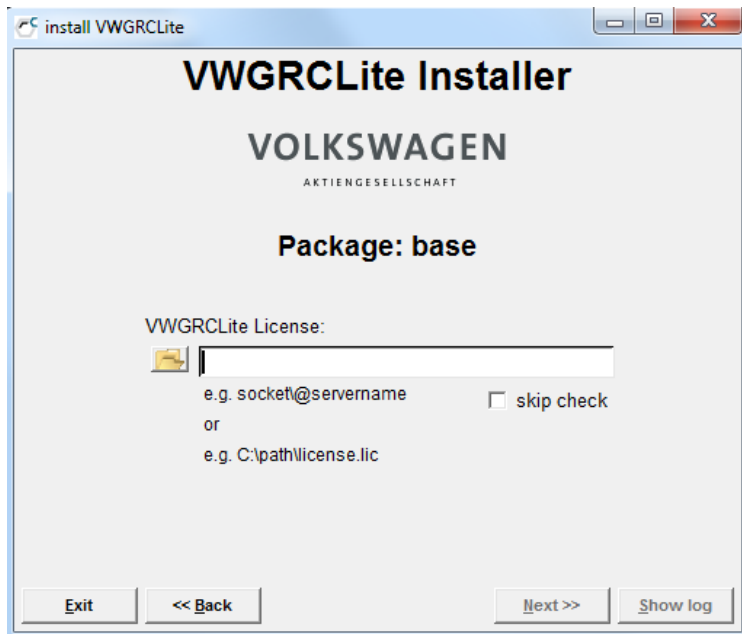 install VWGRCLite
VWGRCLite Installer
VOLKSWAGEN
AKTIENGESELLSCHAFT
Package: base
VWGRCLite License:
e.g. socket\@servername
skip check
or
e.g. C:\path\license.lic
Exit
<< Back
Next >>
Show log